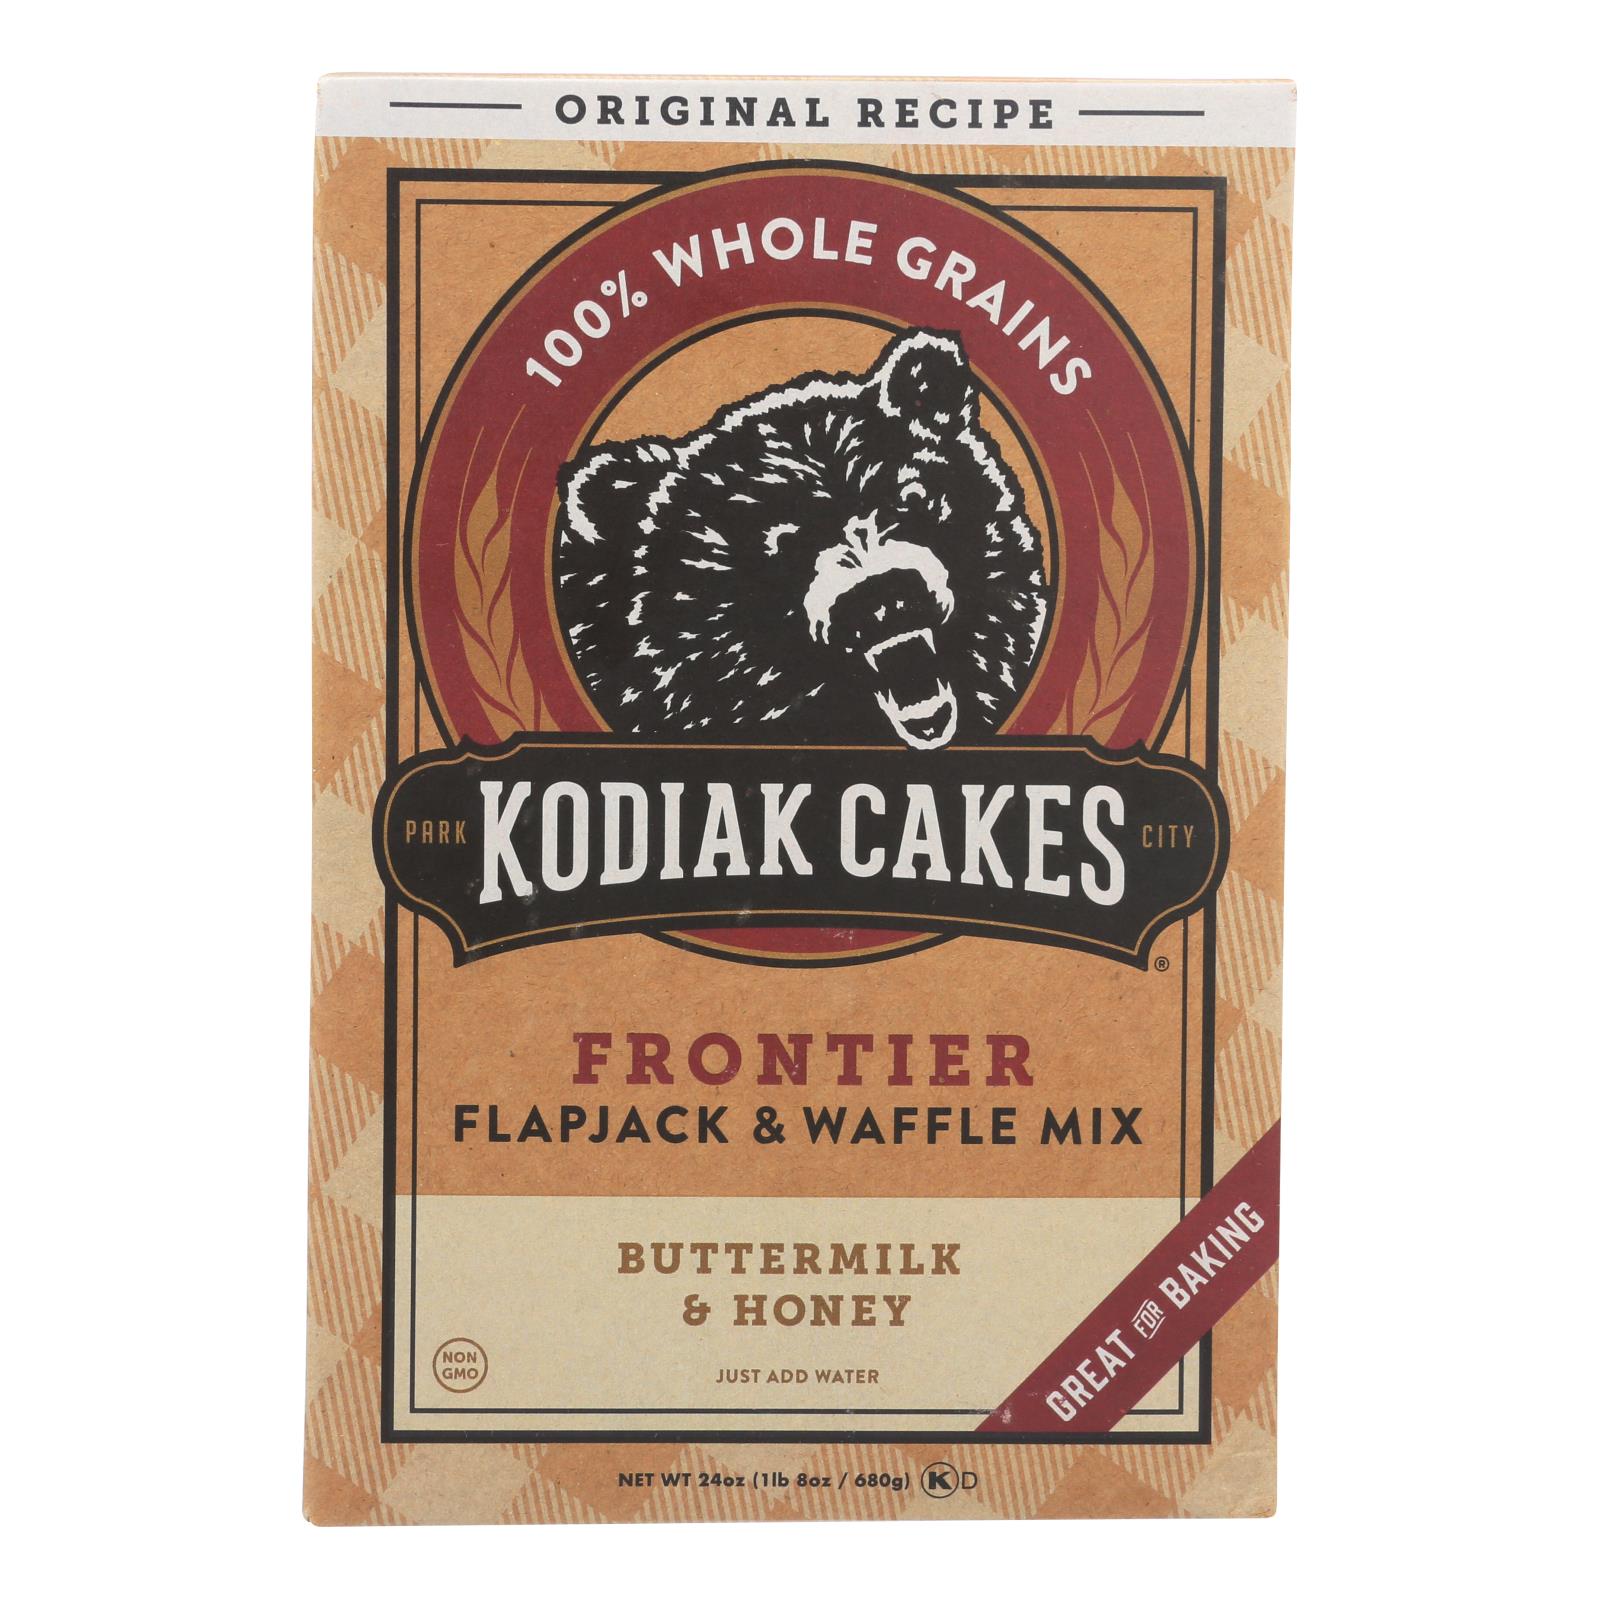 ORIGINAL RECIPE
100% WHOLE GRAINS
PARK KODIAK CAKES CITY
®
FRONTIER
FLAPJACK & WAFFLE MIX
BUTTERMILK
& HONEY
JUST ADD WATER
NON
GMO
GREAT FOR BAKING
NET WT 24oz (1lb 8oz / 680g) K D